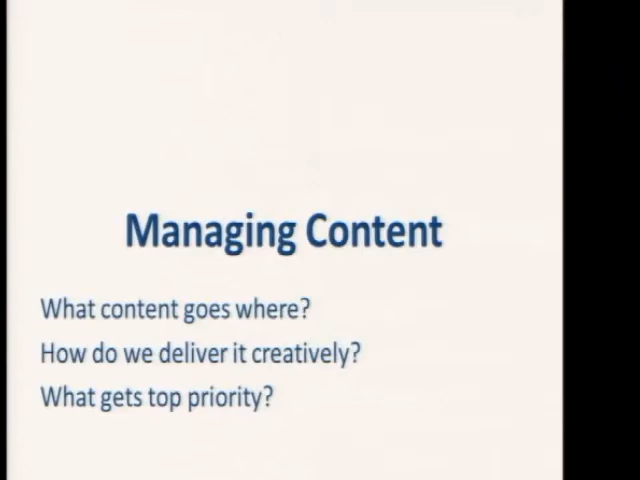 Managing Content
What content goes where?
How do we deliver it creatively?
What gets top priority?